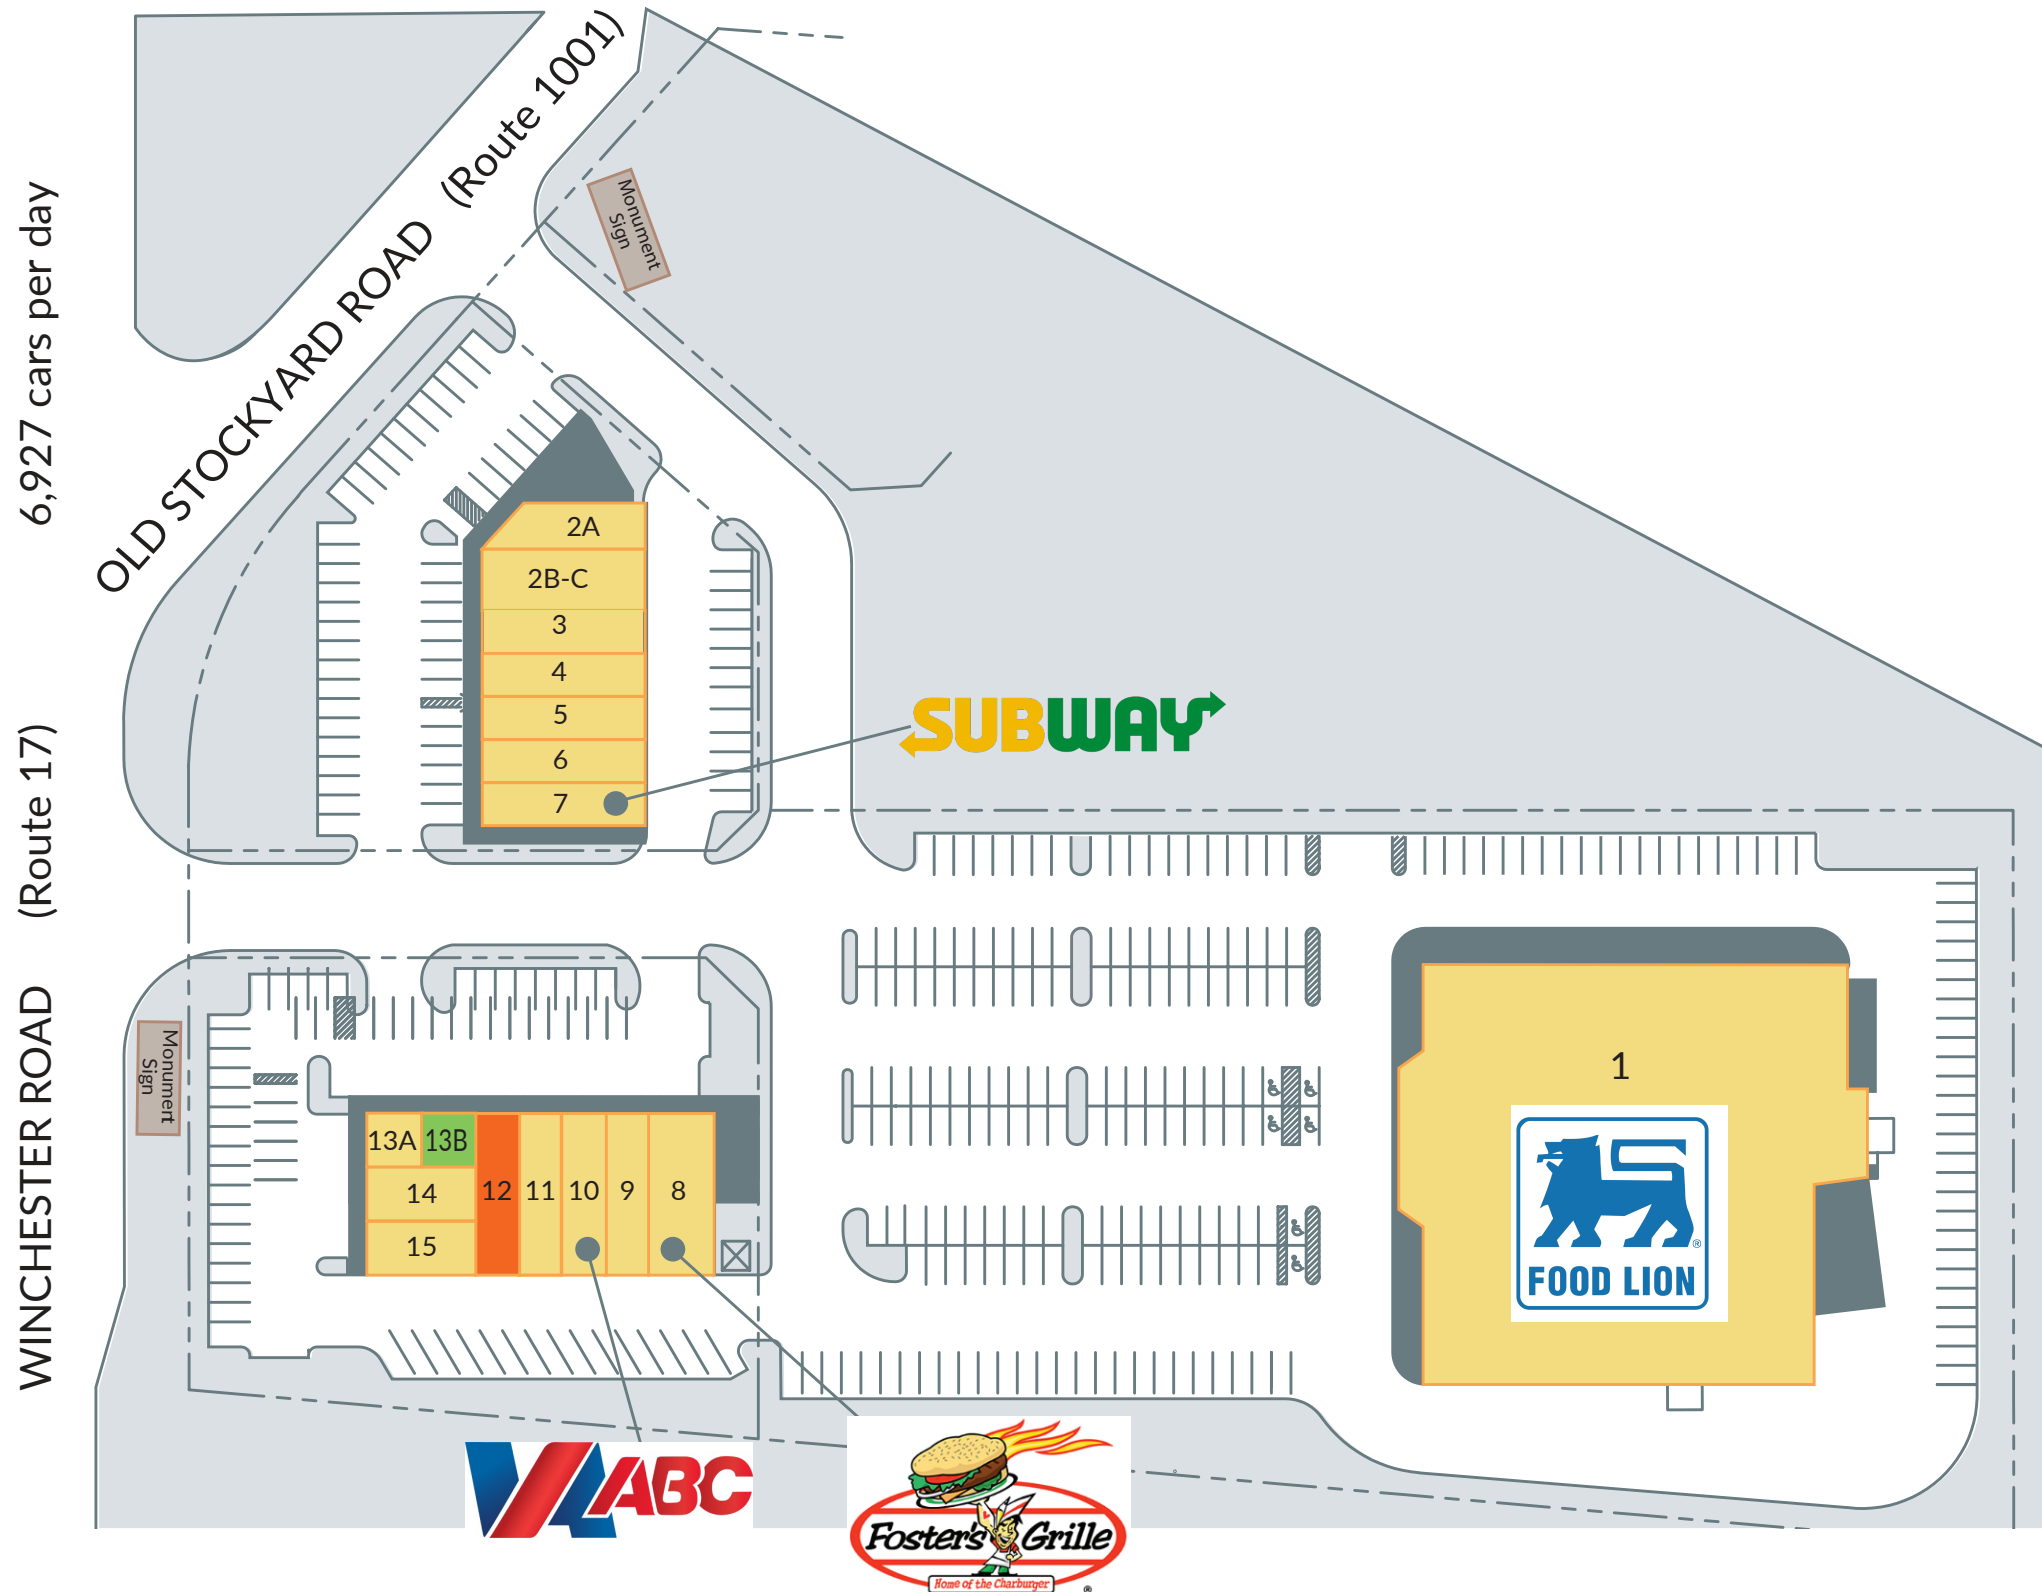 OLD STOCKYARD ROAD (Route 1001)
WINCHESTER ROAD (Route 17) 6,927 cars per day
Monument
Sign
2A
2B-C
3
4
5
6
7
SUBWAY
Monument
Sign
13A
13B
14
15
12
11
10
9
8
1
FOOD LION
®
VA ABC
Foster's Grille
Home of the Charburger
®